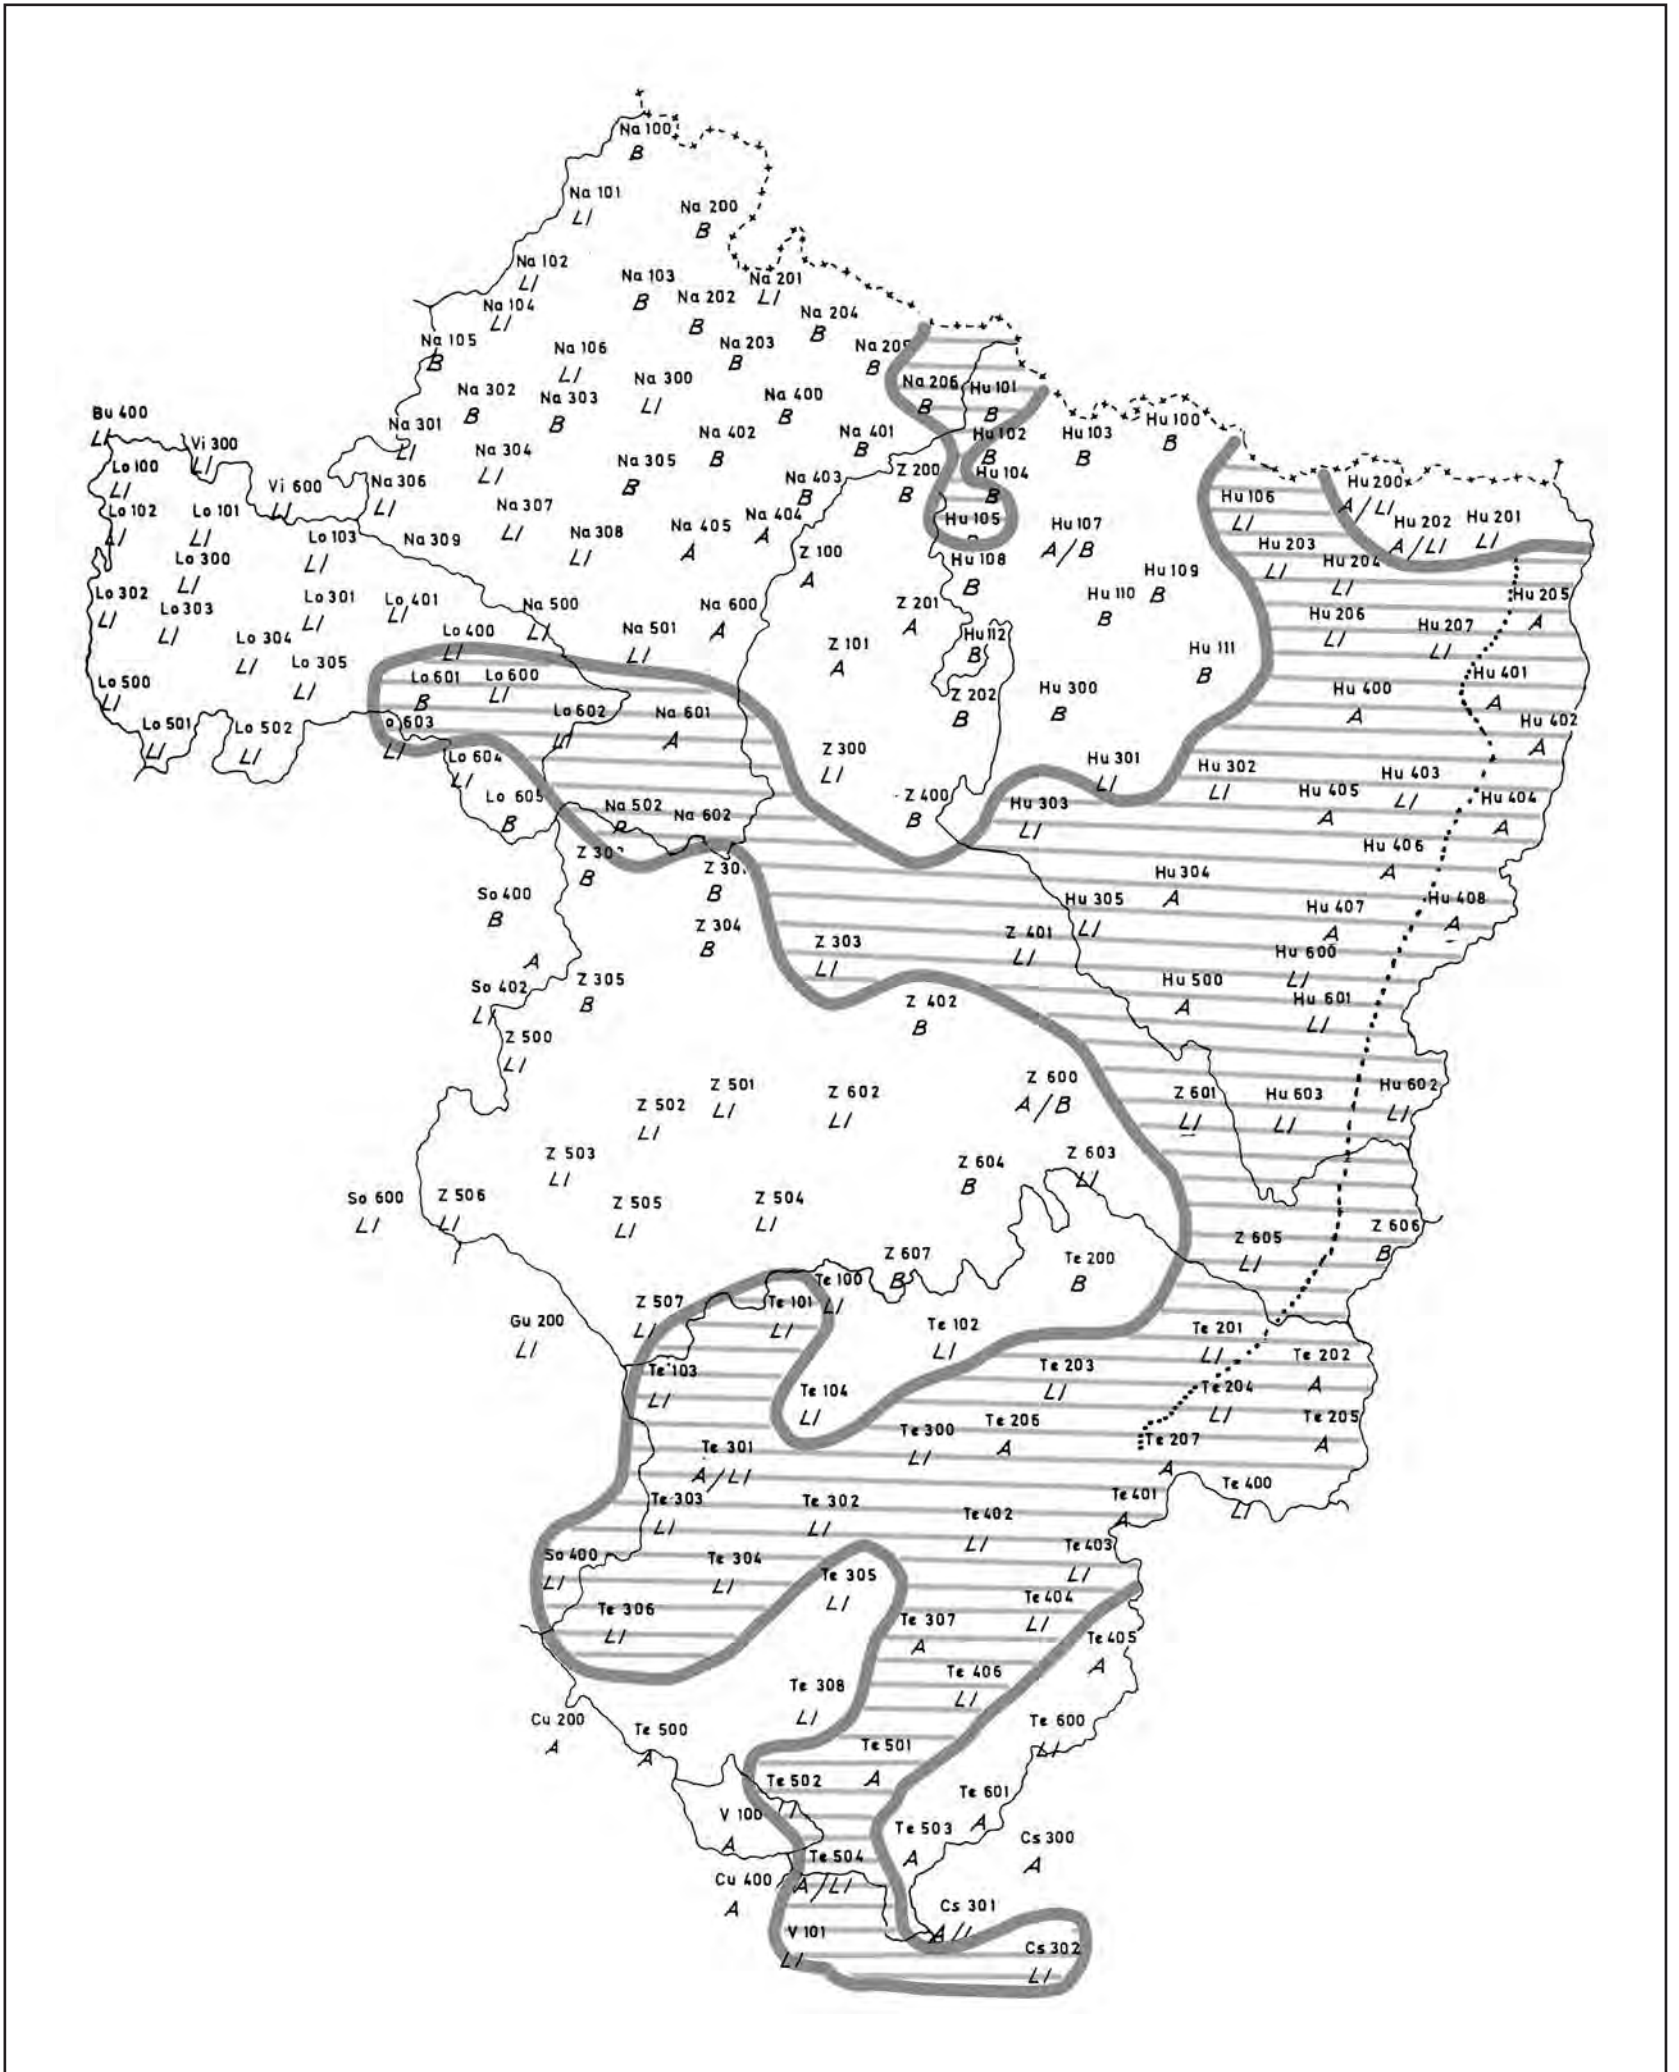 Na 100
B
Na 101
LI
Na 200
B
Na 102
LI
Na 103
B
Na 201
LI
Na 202
B
Na 104
LI
Na 204
B
Na 105
B
Na 106
LI
Na 203
B
Na 205
B
Na 206
B
Hu 101
B
Na 300
LI
Na 302
B
Na 303
B
Na 400
B
Bu 400
LI
Na 301
LI
Na 402
B
Na 401
B
Hu 102
B
Hu 103
B
Hu 100
B
Vi 300
LI
Lo 100
LI
Na 304
LI
Na 305
B
Na 403
B
Z 200
B
Hu 104
B
Hu 106
LI
Hu 200
A/LI
Vi 600
LI
Na 306
LI
Lo 102
LI
Lo 101
LI
Na 307
LI
Na 308
LI
Na 405
A
Na 404
A
Hu 105
Hu 107
A/B
Hu 202
A/LI
Hu 201
LI
Lo 103
LI
Na 309
Z 100
A
Hu 108
B
Hu 203
LI
Hu 204
LI
Lo 300
LI
Hu 109
B
Hu 110
B
Hu 205
A
Lo 302
LI
Lo 303
LI
Lo 301
LI
Lo 401
LI
Na 500
LI
Na 600
A
Z 201
A
Hu 206
LI
Hu 207
LI
Lo 304
LI
Lo 400
LI
Na 501
LI
Z 101
A
Hu 112
B
Hu 111
B
Lo 305
LI
Lo 500
LI
Lo 601
B
Lo 600
LI
Z 202
B
Hu 300
B
Hu 400
A
Hu 401
A
Lo 501
LI
Lo 502
LI
o 603
LI
Lo 602
LI
Na 601
A
Hu 402
A
Lo 604
LI
Z 300
LI
Hu 301
LI
Hu 302
LI
Hu 403
LI
Lo 605
B
Na 502
B
Na 602
Z 400
B
Hu 303
LI
Hu 405
A
Hu 404
A
Z 302
B
Z 301
B
Hu 406
A
So 400
B
Z 304
B
Hu 304
A
Hu 305
LI
Hu 407
A
Hu 408
A
A
Z 303
LI
Z 401
LI
Hu 600
LI
So 402
LI
Z 305
B
Z 402
B
Hu 500
A
Hu 601
LI
Z 500
LI
Z 501
LI
Z 502
LI
Z 602
LI
Z 600
A/B
Z 601
LI
Hu 603
LI
Hu 602
LI
Z 503
LI
Z 604
B
Z 603
LI
So 600
LI
Z 506
LI
Z 505
LI
Z 504
LI
Z 605
LI
Z 606
B
Z 607
B
Te 200
B
Te 100
LI
Z 507
LI
Te 101
LI
Gu 200
LI
Te 102
LI
Te 201
LI
Te 202
A
Te 103
LI
Te 203
LI
Te 104
LI
Te 204
LI
Te 205
A
Te 206
A
Te 300
LI
Te 207
A
Te 301
A/LI
Te 303
LI
Te 302
LI
Te 402
LI
Te 401
A
Te 400
LI
So 400
LI
Te 304
LI
Te 305
LI
Te 403
LI
Te 306
LI
Te 307
A
Te 404
LI
Te 405
A
Te 308
LI
Te 406
LI
Cu 200
A
Te 500
A
Te 501
A
Te 600
LI
Te 502
LI
Te 601
A
V 100
A
Te 503
A
Cs 300
A
Te 504
A/LI
Cu 400
A
Cs 301
A/LI
V 101
LI
Cs 302
LI